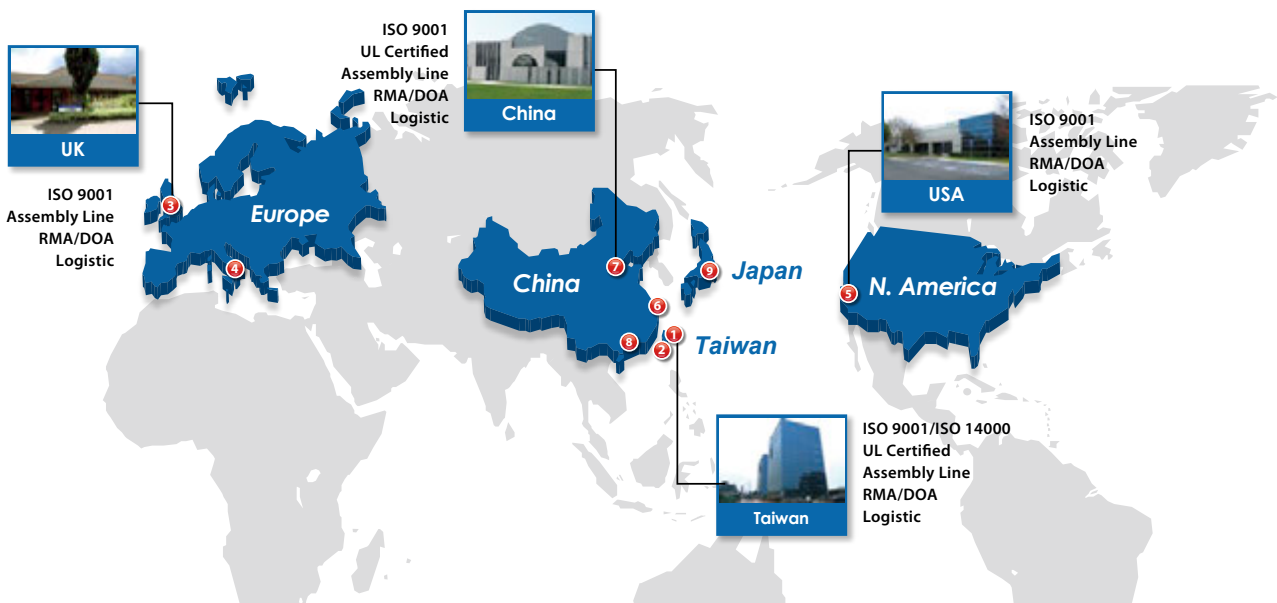 ISO 9001
UL Certified
Assembly Line
RMA/DOA
Logistic
China
UK
ISO 9001
Assembly Line
RMA/DOA
Logistic
USA
ISO 9001
Assembly Line
RMA/DOA
Logistic
3
Europe
4
China
7
6
8
9
Japan
1
2
Taiwan
5
N. America
Taiwan
ISO 9001/ISO 14000
UL Certified
Assembly Line
RMA/DOA
Logistic